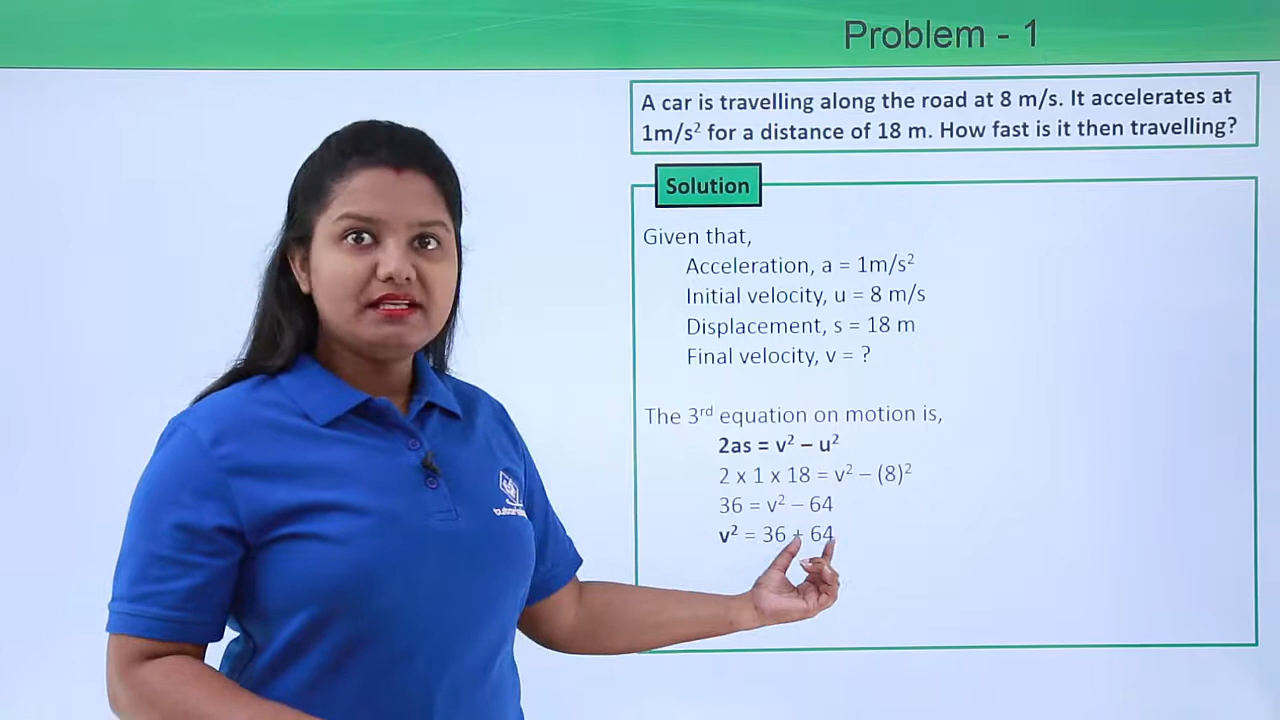 Problem - 1
A car is travelling along the road at 8 m/s. It accelerates at
1m/s² for a distance of 18 m. How fast is it then travelling?
Solution
Given that,
Acceleration, a = 1m/s²
Initial velocity, u = 8 m/s
Displacement, s = 18 m
Final velocity, v = ?
The 3rd equation on motion is,
2as = v² – u²
2 x 1 x 18 = v² – (8)²
36 = v² – 64
v² = 36 + 64